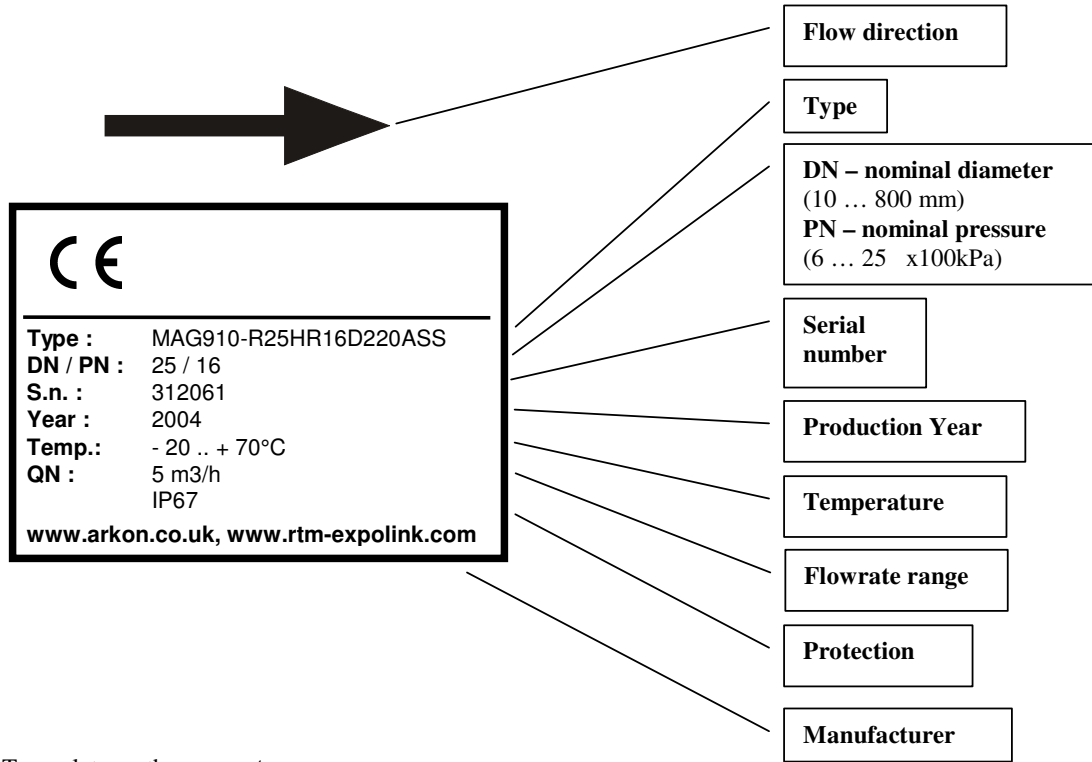 Flow direction
Type
DN – nominal diameter
(10 … 800 mm)
PN – nominal pressure
(6 … 25 x100kPa)
Serial
number
Production Year
Temperature
Flowrate range
Protection
Manufacturer
CE
Type : MAG910-R25HR16D220ASS
DN / PN : 25 / 16
S.n. : 312061
Year : 2004
Temp.: - 20 .. + 70°C
QN : 5 m3/h
IP67
www.arkon.co.uk, www.rtm-expolink.com